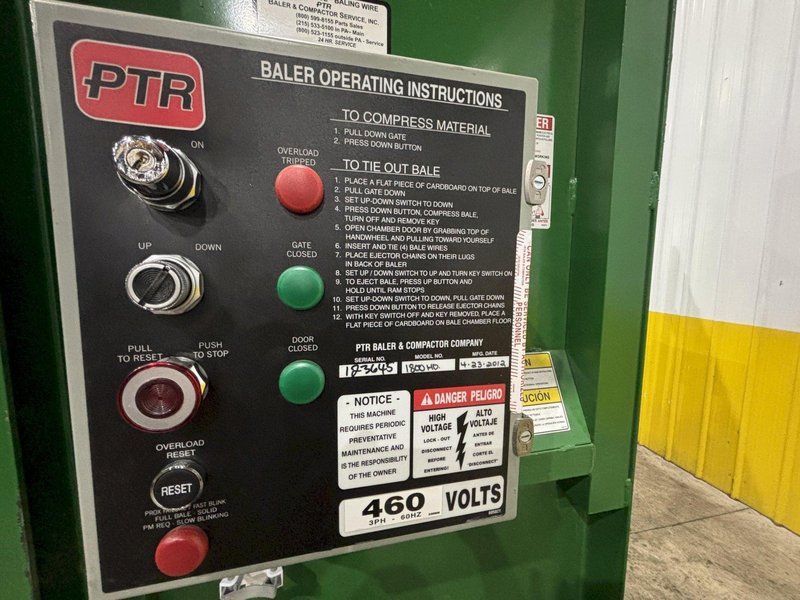 BALING WIRE
PTR
BALER & COMPACTOR SERVICE, INC.
(800) 599-8155 Parts Sales
(215) 533-5100 in PA - Main
(800) 523-1155 outside PA - Service
24 HR. SERVICE
PTR
BALER OPERATING INSTRUCTIONS
TO COMPRESS MATERIAL
1. PULL DOWN GATE
2. PRESS DOWN BUTTON
TO TIE OUT BALE
1. PLACE A FLAT PIECE OF CARDBOARD ON TOP OF BALE
2. PULL GATE DOWN
3. SET UP-DOWN SWITCH TO DOWN
4. PRESS DOWN BUTTON, COMPRESS BALE,
TURN OFF AND REMOVE KEY
5. OPEN CHAMBER DOOR BY GRABBING TOP OF
HANDWHEEL AND PULLING TOWARD YOURSELF
6. INSERT AND TIE (4) BALE WIRES
7. PLACE EJECTOR CHAINS ON THEIR LUGS
IN BACK OF BALER
8. SET UP / DOWN SWITCH TO UP AND TURN KEY SWITCH ON
9. TO EJECT BALE, PRESS UP BUTTON AND
HOLD UNTIL RAM STOPS
10. SET UP-DOWN SWITCH TO DOWN, PULL GATE DOWN
11. PRESS DOWN BUTTON TO RELEASE EJECTOR CHAINS
12. WITH KEY SWITCH OFF AND KEY REMOVED, PLACE A
FLAT PIECE OF CARDBOARD ON BALE CHAMBER FLOOR
PTR BALER & COMPACTOR COMPANY
SERIAL NO. MODEL NO. MFG. DATE
1800HD. 4-23-2012
ON
OVERLOAD
TRIPPED
UP DOWN
GATE
CLOSED
PULL
TO RESET
PUSH
TO STOP
DOOR
CLOSED
OVERLOAD
RESET
RESET
FAST BLINK
FULL BALE - SOLID
PM REQ - SLOW BLINKING
- NOTICE -
THIS MACHINE
REQUIRES PERIODIC
PREVENTATIVE
MAINTENANCE AND
IS THE RESPONSIBILITY
OF THE OWNER
DANGER PELIGRO
HIGH
VOLTAGE
LOCK - OUT
DISCONNECT
BEFORE
ENTERING!
ALTO
VOLTAJE
ANTES DE
ENTRAR
CORTE EL
"DISCONNECT"
460 VOLTS
3PH - 60HZ
PERSONNEL